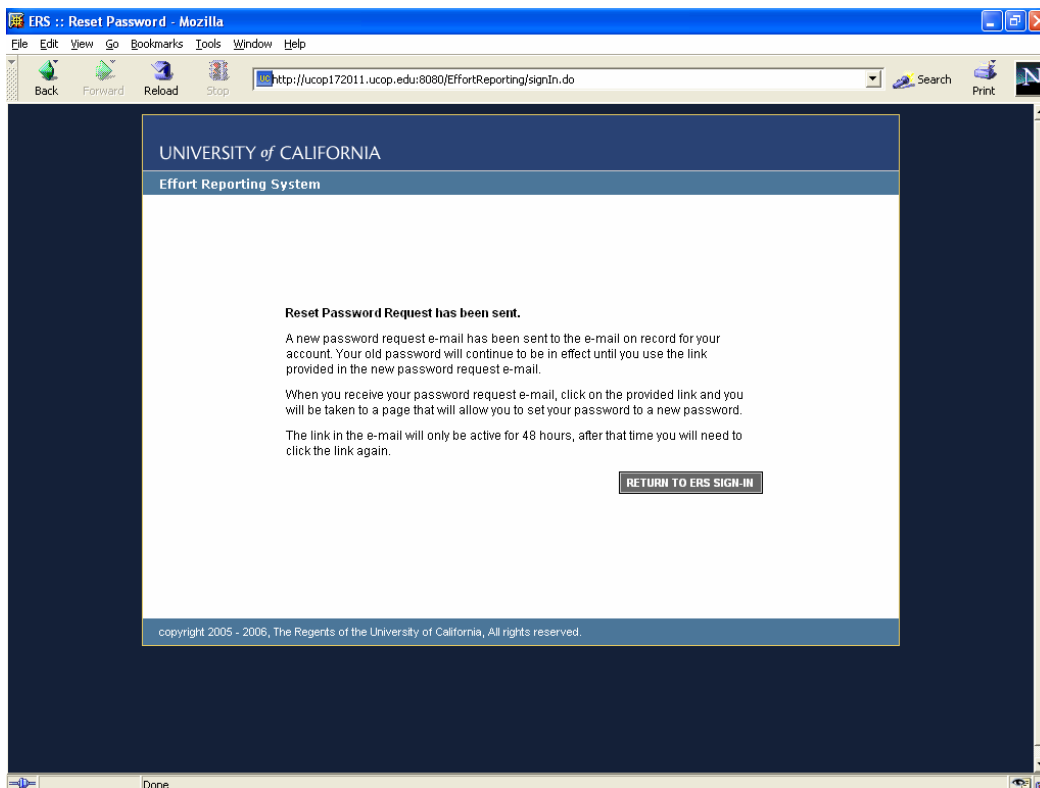 ERS :: Reset Password - Mozilla
File Edit View Go Bookmarks Tools Window Help
Back Forward Reload Stop http://ucop172011.ucop.edu:8080/EffortReporting/signIn.do Search Print N
UNIVERSITY of CALIFORNIA
Effort Reporting System
Reset Password Request has been sent.
A new password request e-mail has been sent to the e-mail on record for your
account. Your old password will continue to be in effect until you use the link
provided in the new password request e-mail.
When you receive your password request e-mail, click on the provided link and you
will be taken to a page that will allow you to set your password to a new password.
The link in the e-mail will only be active for 48 hours, after that time you will need to
click the link again.
RETURN TO ERS SIGN-IN
copyright 2005 - 2006, The Regents of the University of California, All rights reserved.
Done